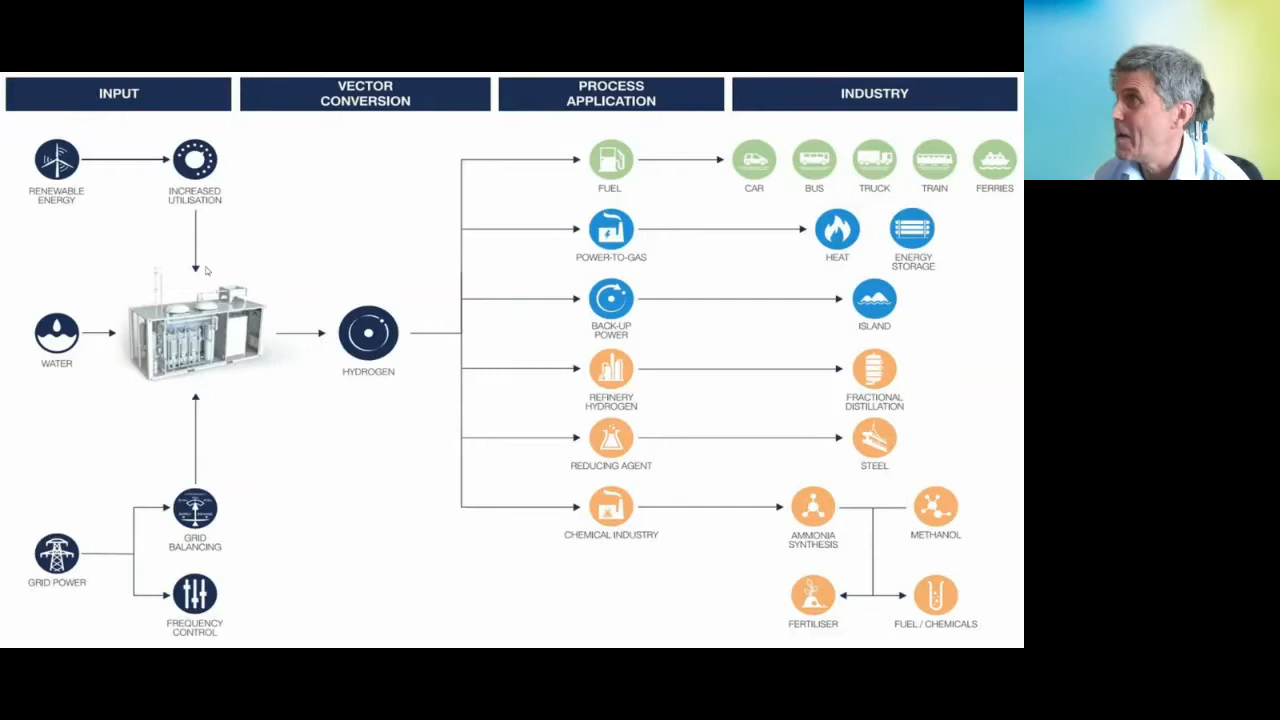 INPUT
VECTOR
CONVERSION
PROCESS
APPLICATION
INDUSTRY
RENEWABLE
ENERGY
INCREASED
UTILISATION
FUEL
CAR
BUS
TRUCK
TRAIN
FERRIES
POWER-TO-GAS
HEAT
ENERGY
STORAGE
WATER
HYDROGEN
BACK-UP
POWER
ISLAND
REFINERY
HYDROGEN
FRACTIONAL
DISTILLATION
REDUCING AGENT
STEEL
GRID POWER
GRID
BALANCING
FREQUENCY
CONTROL
CHEMICAL INDUSTRY
AMMONIA
SYNTHESIS
METHANOL
FERTILISER
FUEL / CHEMICALS